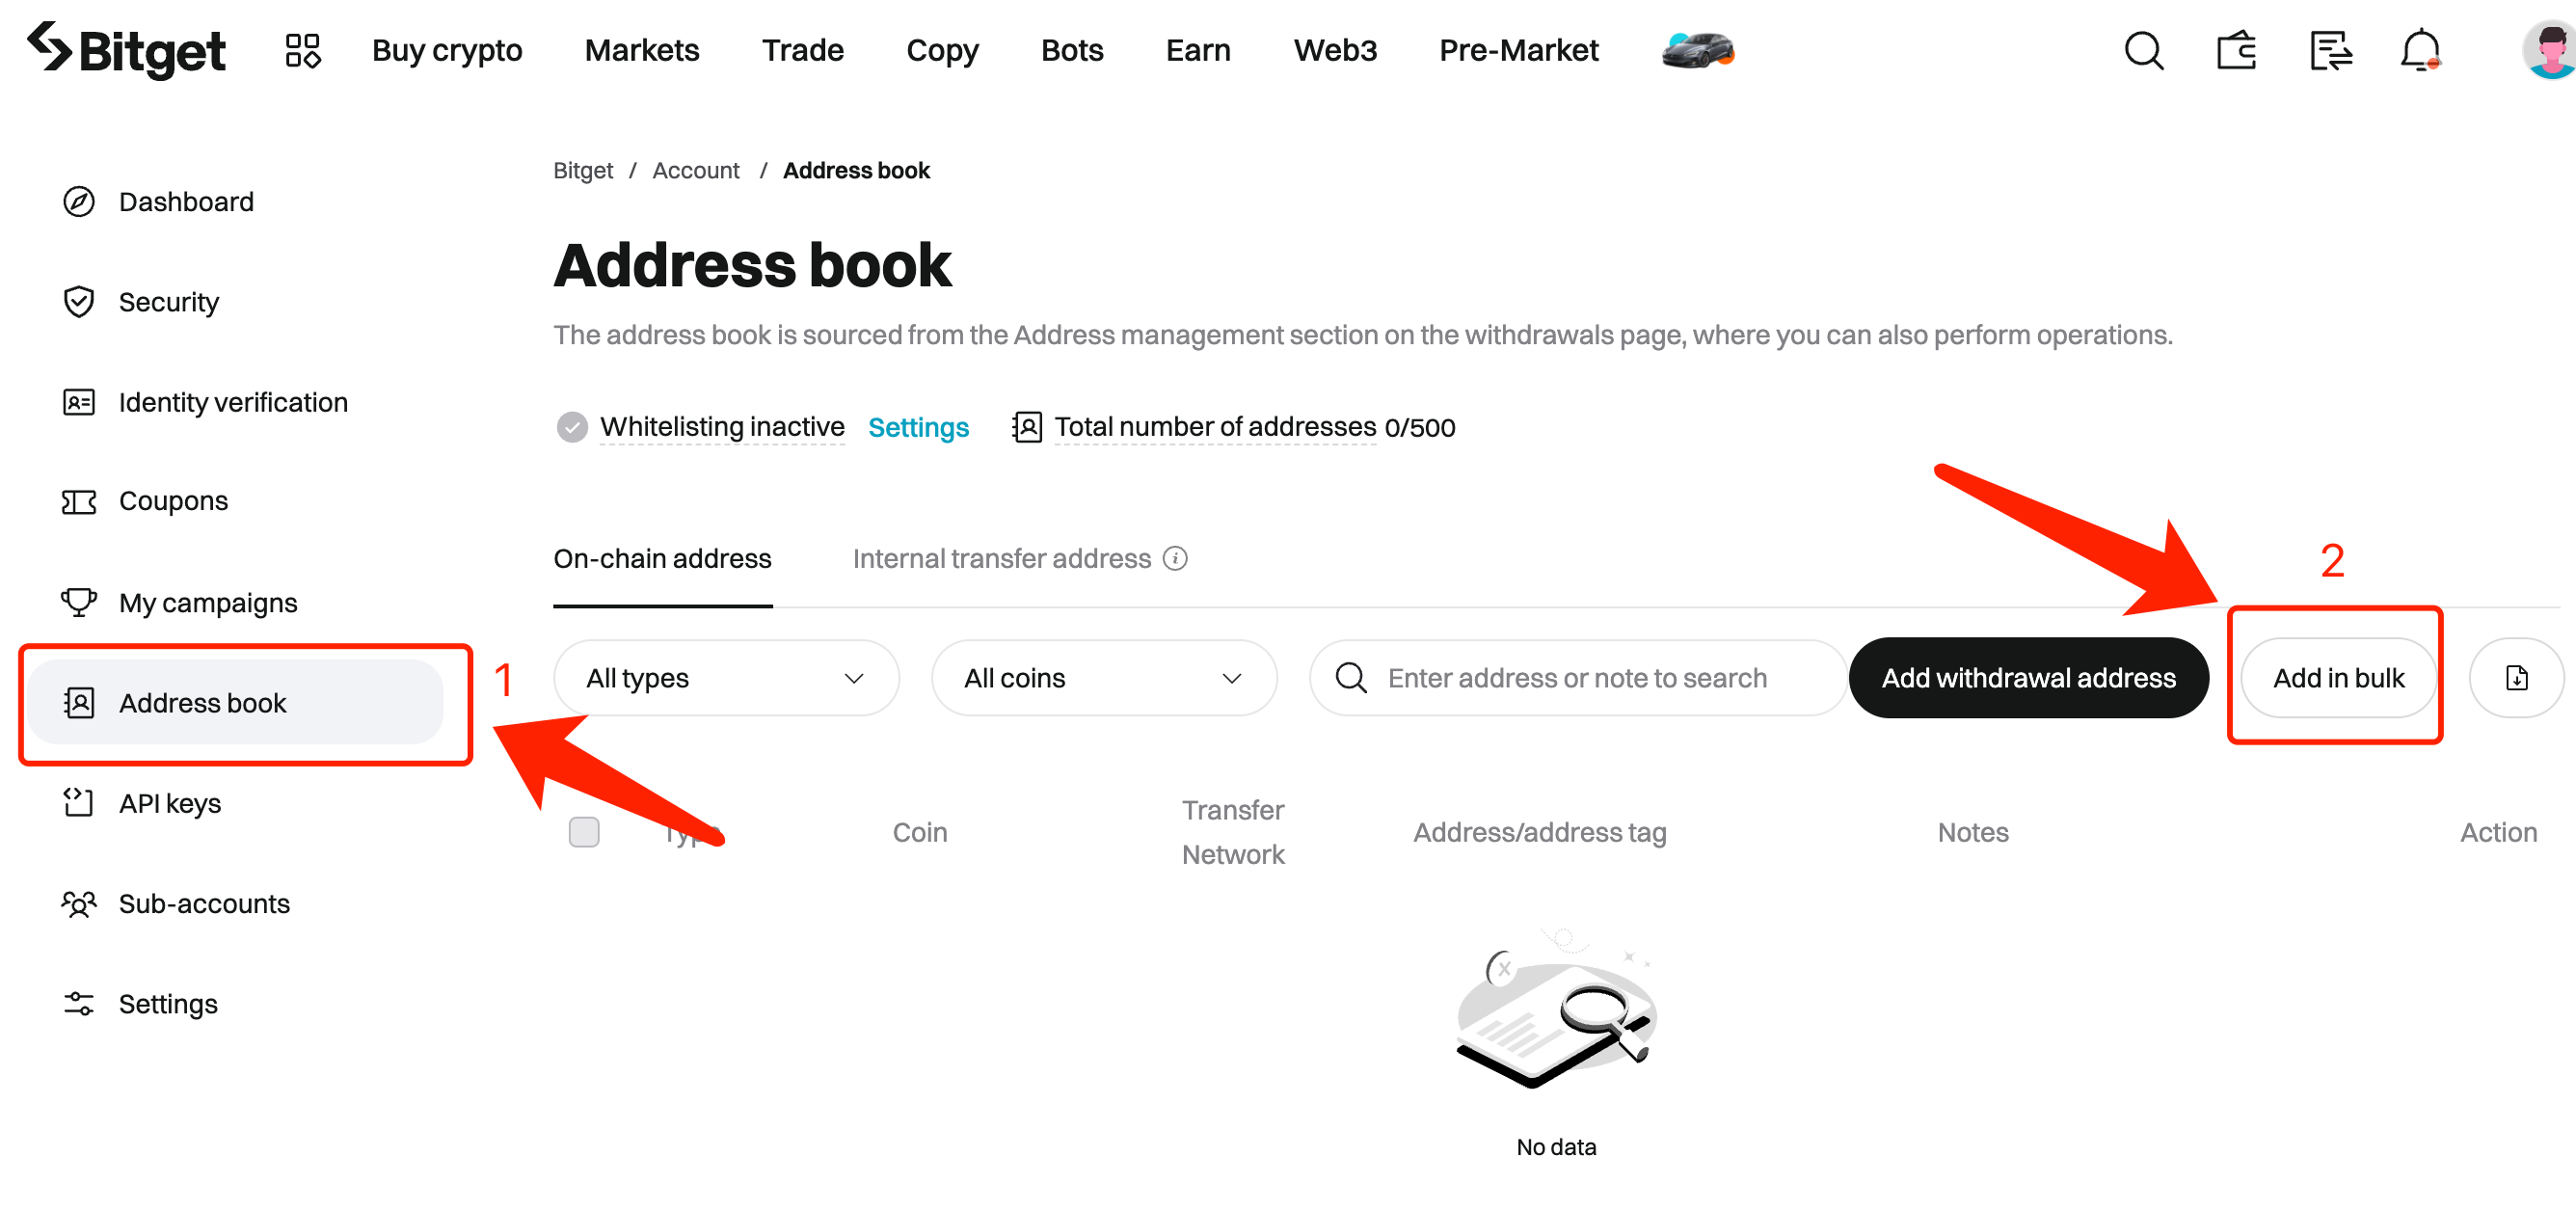 Bitget Buy crypto Markets Trade Copy Bots Earn Web3 Pre-Market
Bitget / Account / Address book
Dashboard
Security
Identity verification
Coupons
My campaigns
Address book
1
API keys
Sub-accounts
Settings
Address book
The address book is sourced from the Address management section on the withdrawals page, where you can also perform operations.
Whitelisting inactive Settings Total number of addresses 0/500
On-chain address Internal transfer address
2
All types All coins Enter address or note to search Add withdrawal address Add in bulk
Type Coin Transfer Network Address/address tag Notes Action
No data